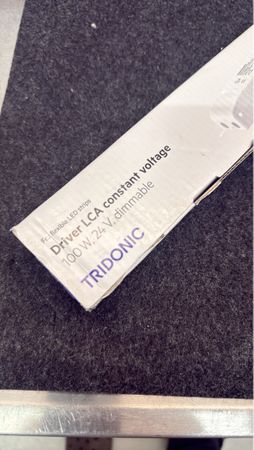 For flexible LED strips
Driver LCA constant voltage
100 W, 24 V, dimmable
TRIDONIC